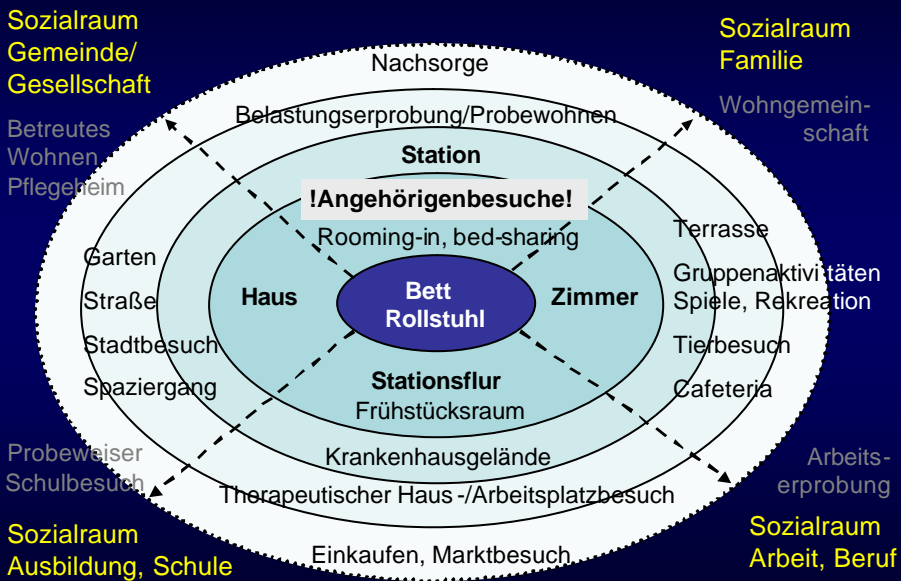 Sozialraum
Gemeinde/
Gesellschaft
Sozialraum
Familie
Nachsorge
Betreutes
Wohnen
Pflegeheim
Wohngemein-
schaft
Belastungserprobung/Probewohnen
Station
!Angehörigenbesuche!
Rooming-in, bed-sharing
Garten
Straße
Stadtbesuch
Spaziergang
Haus
Bett
Rollstuhl
Zimmer
Terrasse
Gruppenaktivitäten
Spiele, Rekreation
Tierbesuch
Cafeteria
Stationsflur
Frühstücksraum
Krankenhausgelände
Therapeutischer Haus-/Arbeitsplatzbesuch
Einkaufen, Marktbesuch
Probeweiser
Schulbesuch
Arbeits-
erprobung
Sozialraum
Ausbildung, Schule
Sozialraum
Arbeit, Beruf